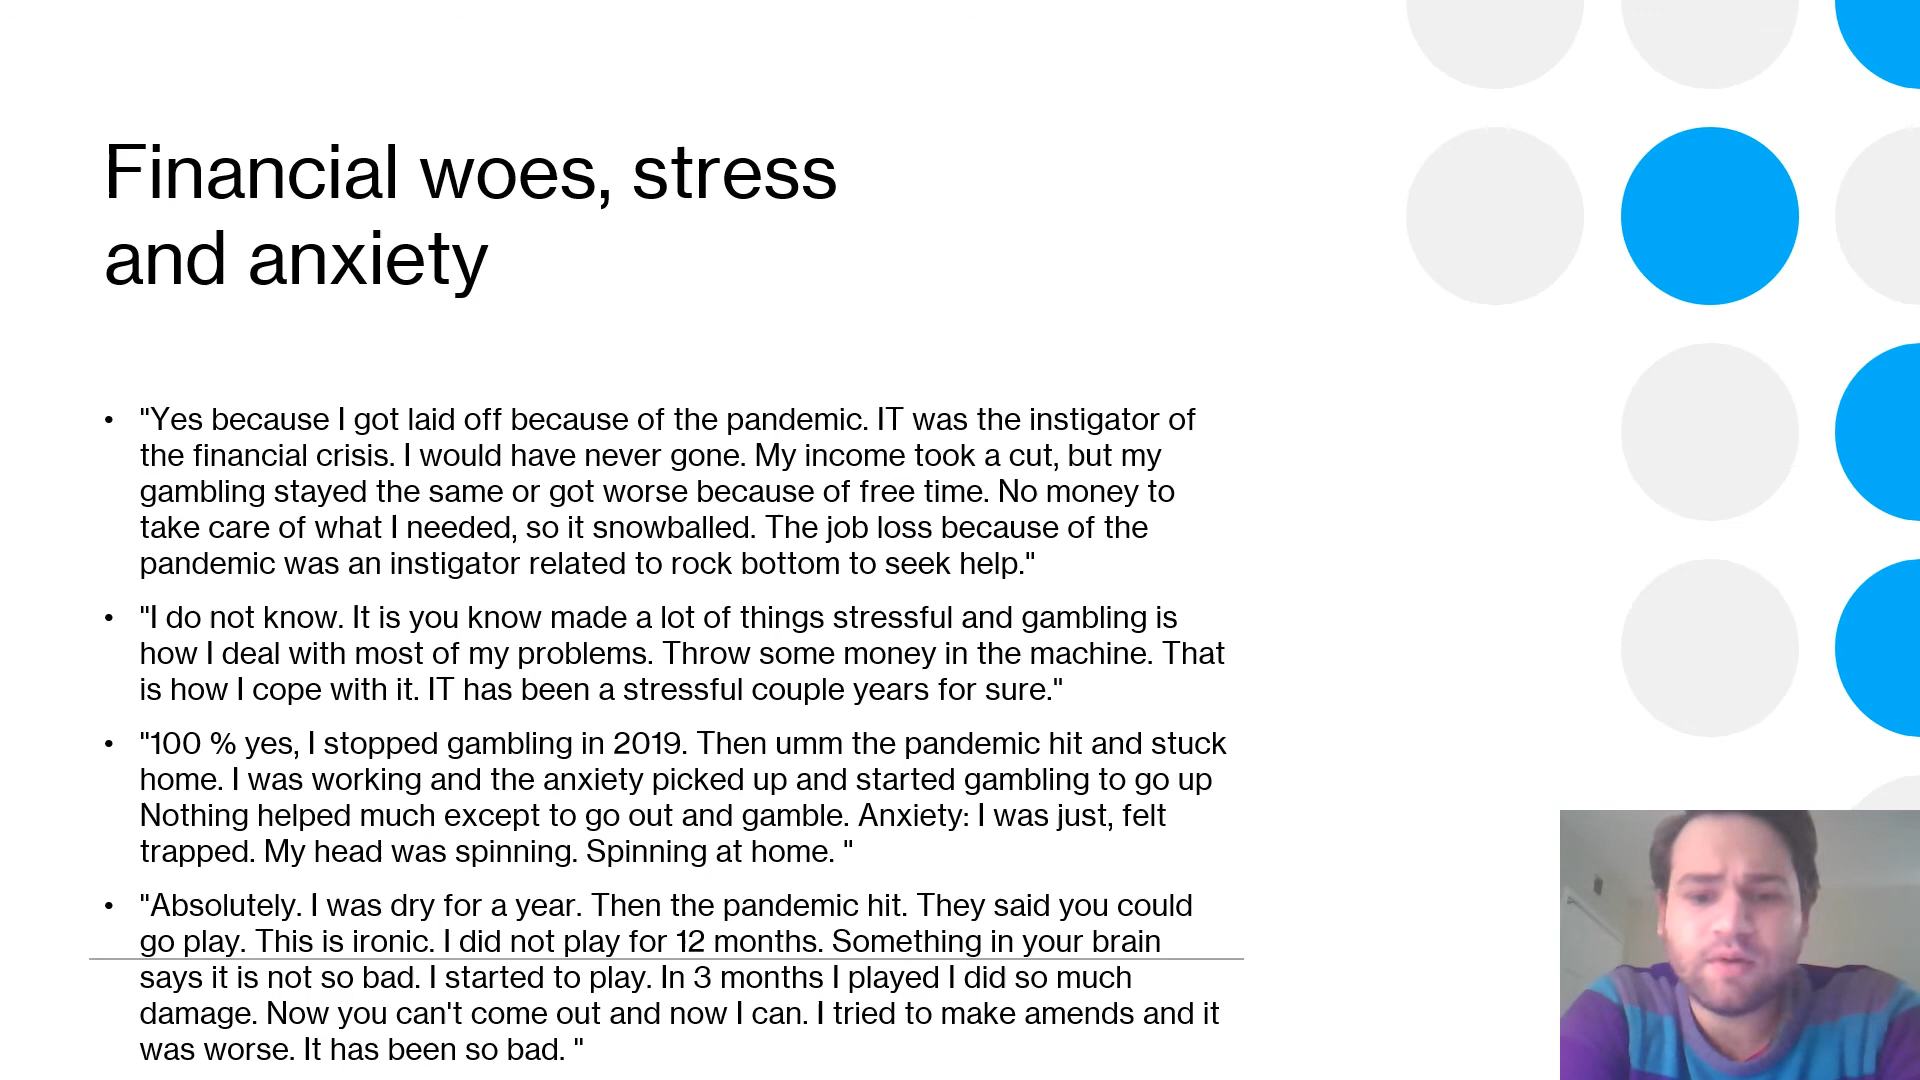 Financial woes, stress
and anxiety
• "Yes because I got laid off because of the pandemic. IT was the instigator of
the financial crisis. I would have never gone. My income took a cut, but my
gambling stayed the same or got worse because of free time. No money to
take care of what I needed, so it snowballed. The job loss because of the
pandemic was an instigator related to rock bottom to seek help."
• "I do not know. It is you know made a lot of things stressful and gambling is
how I deal with most of my problems. Throw some money in the machine. That
is how I cope with it. IT has been a stressful couple years for sure."
• "100 % yes, I stopped gambling in 2019. Then umm the pandemic hit and stuck
home. I was working and the anxiety picked up and started gambling to go up
Nothing helped much except to go out and gamble. Anxiety: I was just, felt
trapped. My head was spinning. Spinning at home. "
• "Absolutely. I was dry for a year. Then the pandemic hit. They said you could
go play. This is ironic. I did not play for 12 months. Something in your brain
says it is not so bad. I started to play. In 3 months I played I did so much
damage. Now you can't come out and now I can. I tried to make amends and it
was worse. It has been so bad. "